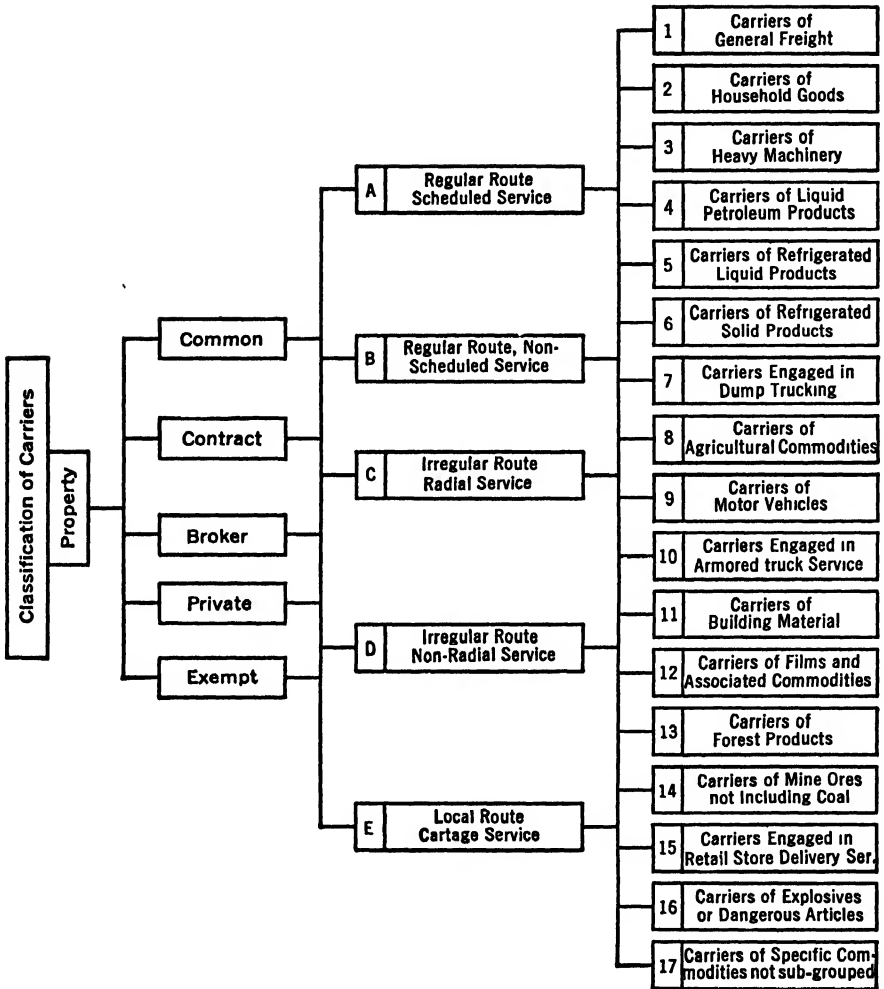 Classification of Carriers
Property
Common
Contract
Broker
Private
Exempt
A
Regular Route
Scheduled Service
B
Regular Route, Non-
Scheduled Service
C
Irregular Route
Radial Service
D
Irregular Route
Non-Radial Service
E
Local Route
Cartage Service
1
Carriers of
General Freight
2
Carriers of
Household Goods
3
Carriers of
Heavy Machinery
4
Carriers of Liquid
Petroleum Products
5
Carriers of Refrigerated
Liquid Products
6
Carriers of Refrigerated
Solid Products
7
Carriers Engaged in
Dump Trucking
8
Carriers of
Agricultural Commodities
9
Carriers of
Motor Vehicles
10
Carriers Engaged in
Armored truck Service
11
Carriers of
Building Material
12
Carriers of Films and
Associated Commodities
13
Carriers of
Forest Products
14
Carriers of Mine Ores
not Including Coal
15
Carriers Engaged in
Retail Store Delivery Ser.
16
Carriers of Explosives
or Dangerous Articles
17
Carriers of Specific Com-
modities not sub-grouped